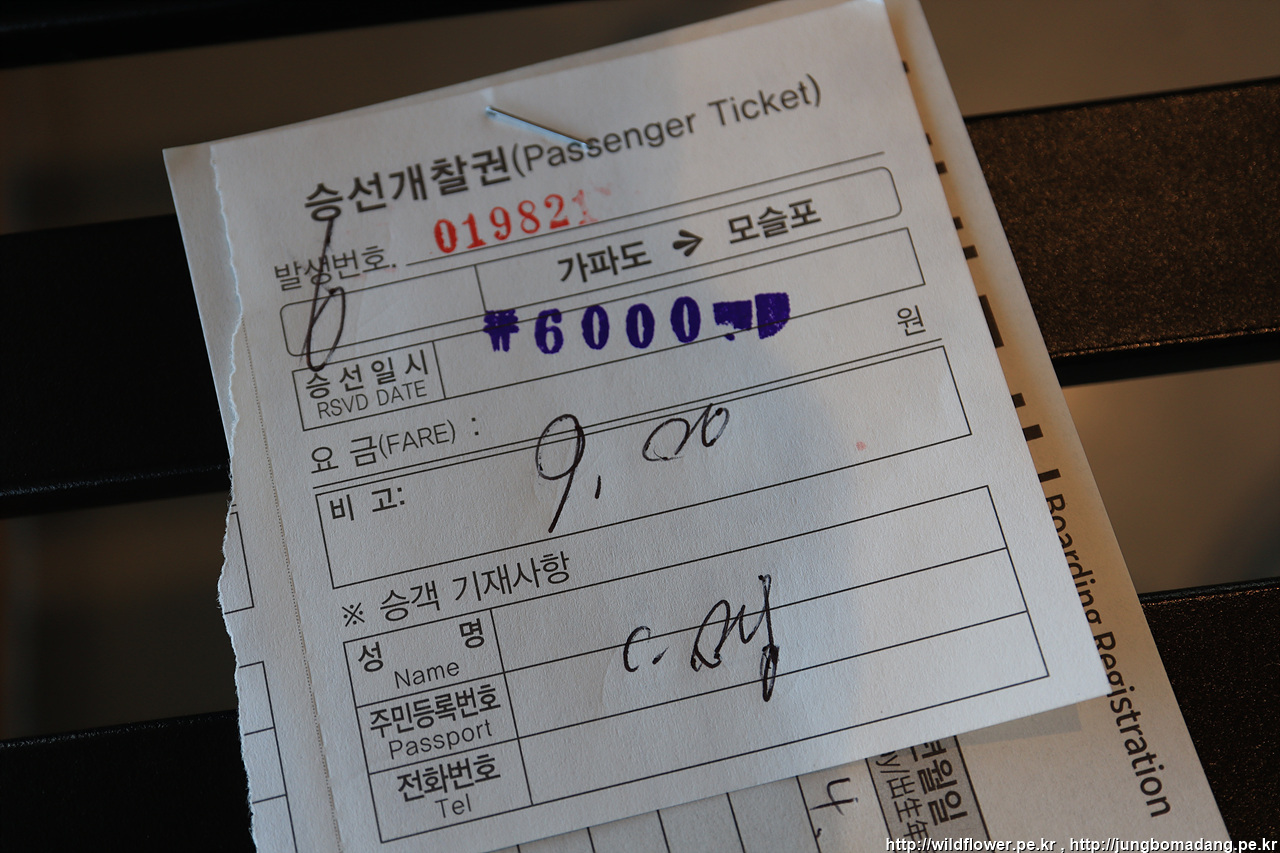 승선개찰권(Passenger Ticket)
발생번호. 019821
가파도 → 모슬포
₩6000
승선일시
RSVD DATE
원
요 금(FARE) :
9, 00
비 고:
※ 승객 기재사항
성 명
Name
주민등록번호
Passport
전화번호
Tel
Boarding Registration
년월일
http://wildflower.pe.kr , http://jungbomadang.pe.kr